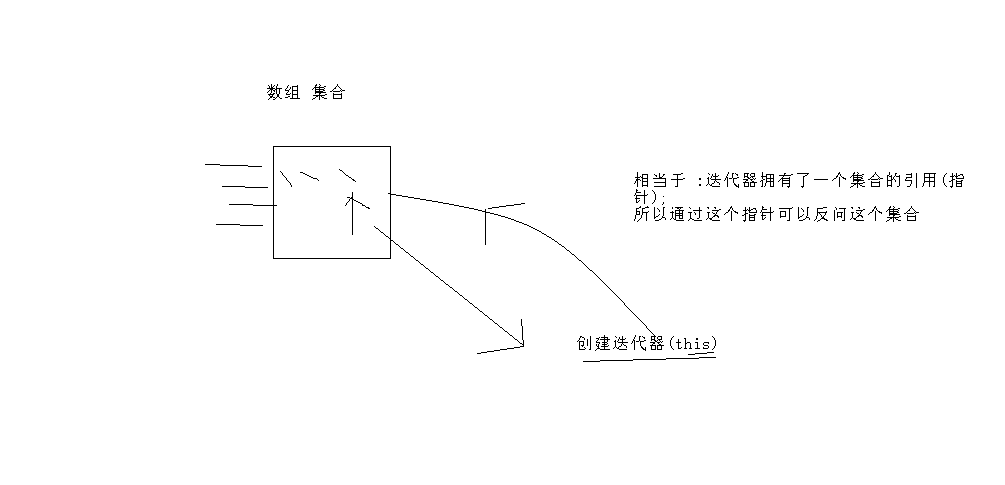 数组 集合
相当于 :迭代器拥有了一个集合的引用(指
针);
所以通过这个指针可以反问这个集合
创建迭代器(this)